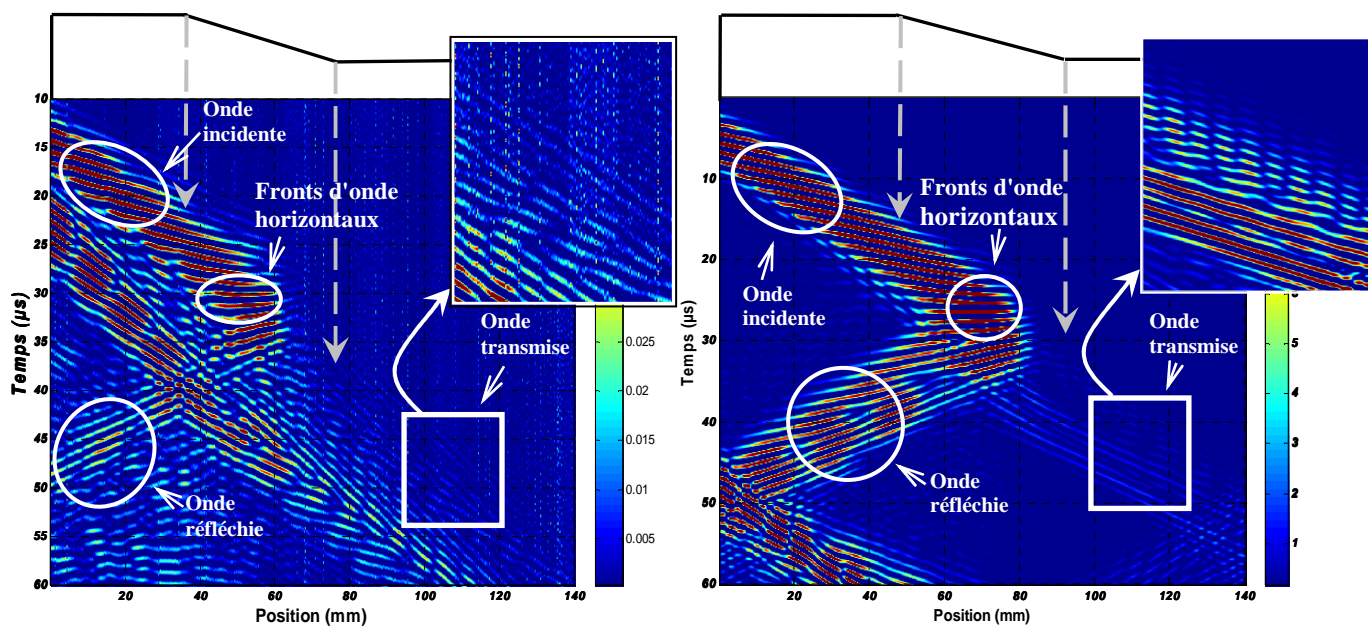 Onde
incidente
Fronts d'onde
horizontaux
Onde
transmise
Onde
réfléchie
10
15
20
25
30
35
40
45
50
55
60
Temps (µs)
20
40
60
80
100
120
140
Position (mm)
0.025
0.02
0.015
0.01
0.005
Fronts d'onde
horizontaux
Onde
incidente
Onde
transmise
Onde
réfléchie
10
20
30
40
50
60
Temps (µs)
0
20
40
60
80
100
120
140
Position (mm)
5
4
3
2
1